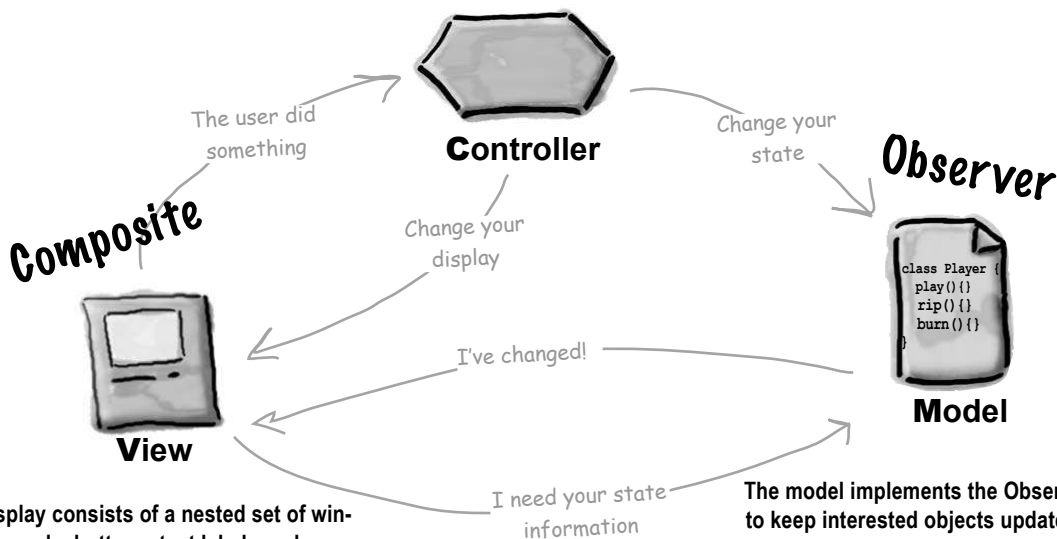 The user did
something
Controller
Change your
state
Observer
Composite
Change your
display
class Player {
play(){}
rip(){}
burn(){}
}
I've changed!
Model
View
I need your state
information
splay consists of a nested set of win-
The model implements the Obser
to keep interested objects update